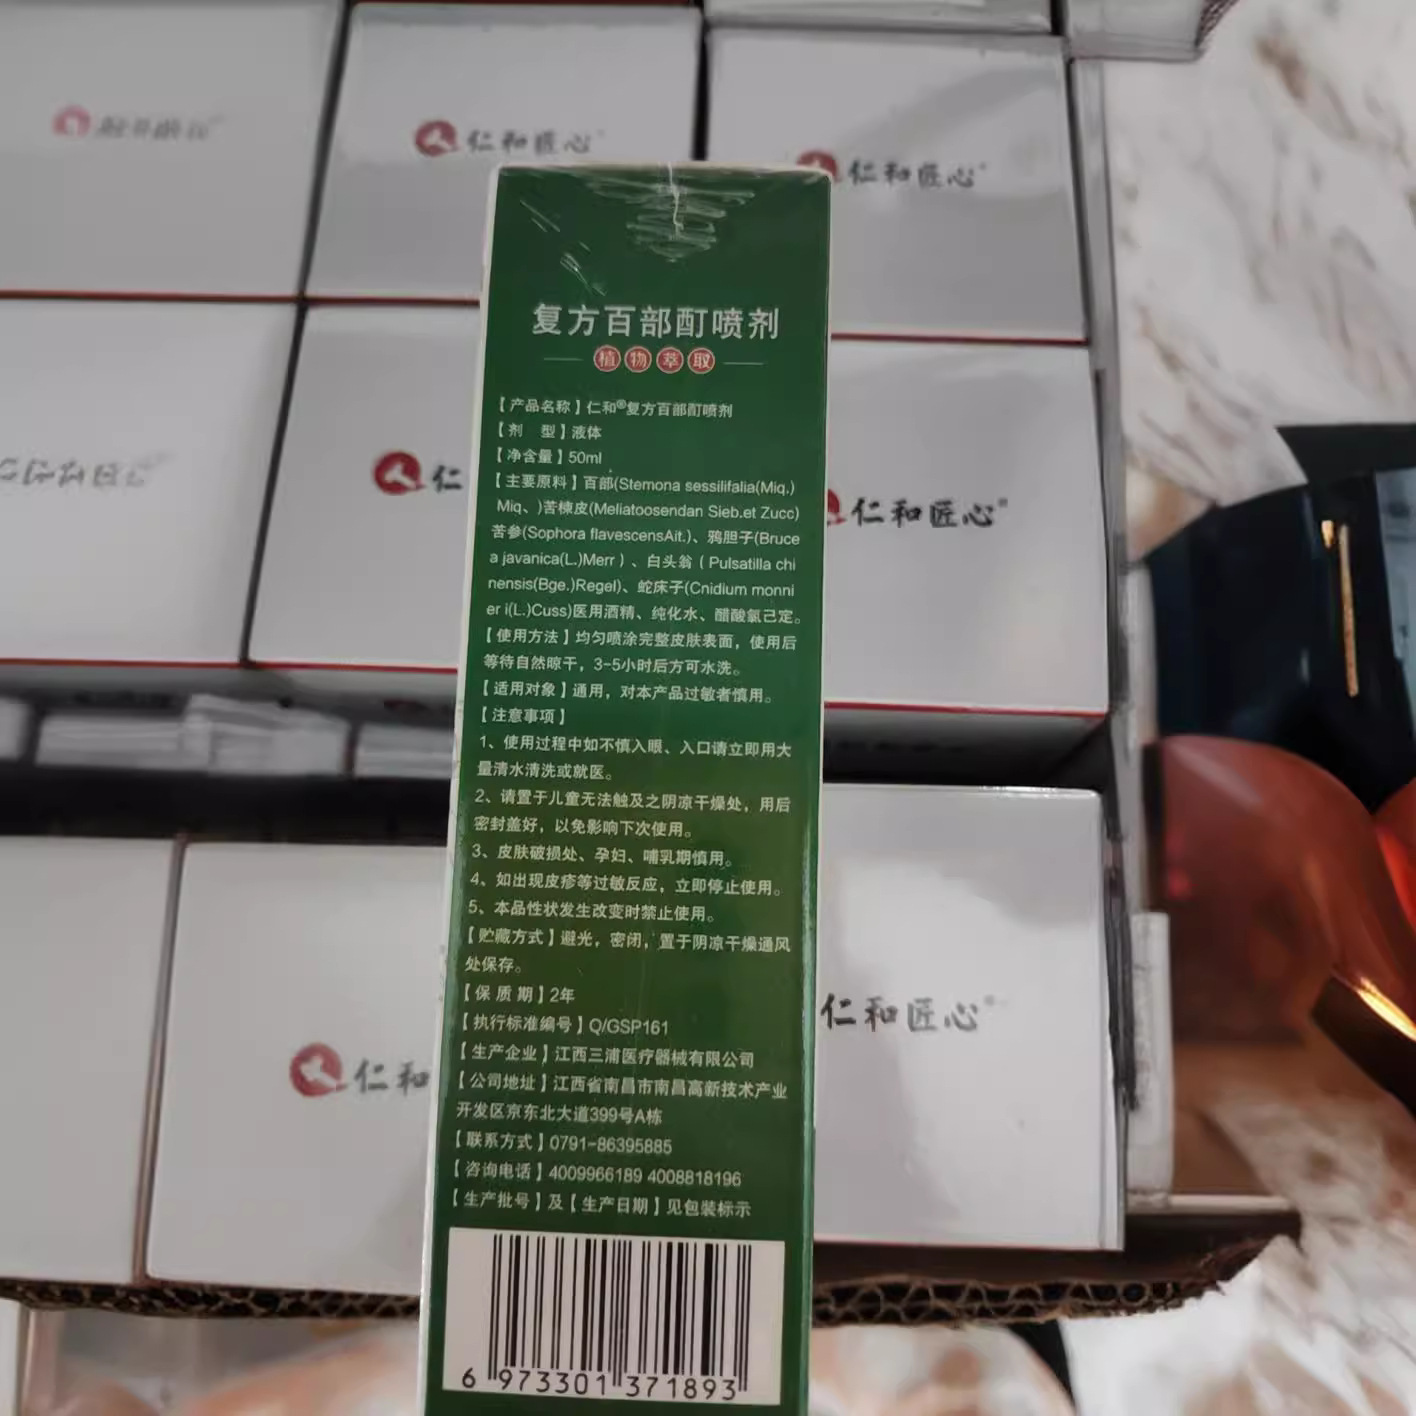 仁和匠心
仁和匠心
仁
仁和匠心
仁和
仁和匠心
复方百部酊喷剂
植物萃取
【产品名称】仁和®复方百部酊喷剂
【剂 型】液体
【净含量】50ml
【主要原料】百部(Stemona sessilifalia(Miq.)
Miq、)苦楝皮(Meliatoosendan Sieb.et Zucc)
苦参(Sophora flavescensAit.)、鸦胆子(Bruce
a javanica(L.)Merr)、白头翁(Pulsatilla chi
nensis(Bge.)Regel)、蛇床子(Cnidium monni
er i(L.)Cuss)医用酒精、纯化水、醋酸氯己定。
【使用方法】均匀喷涂完整皮肤表面，使用后
等待自然晾干，3-5小时后方可水洗。
【适用对象】通用，对本产品过敏者慎用。
【注意事项】
1、使用过程中如不慎入眼、入口请立即用大
量清水清洗或就医。
2、请置于儿童无法触及之阴凉干燥处，用后
密封盖好，以免影响下次使用。
3、皮肤破损处、孕妇、哺乳期慎用。
4、如出现皮疹等过敏反应，立即停止使用。
5、本品性状发生改变时禁止使用。
【贮藏方式】避光，密闭，置于阴凉干燥通风
处保存。
【保 质 期】2年
【执行标准编号】Q/GSP161
【生产企业】江西三浦医疗器械有限公司
【公司地址】江西省南昌市南昌高新技术产业
开发区京东北大道399号A栋
【联系方式】0791-86395885
【咨询电话】4009966189 4008818196
【生产批号】及【生产日期】见包装标示
6 973301 371893